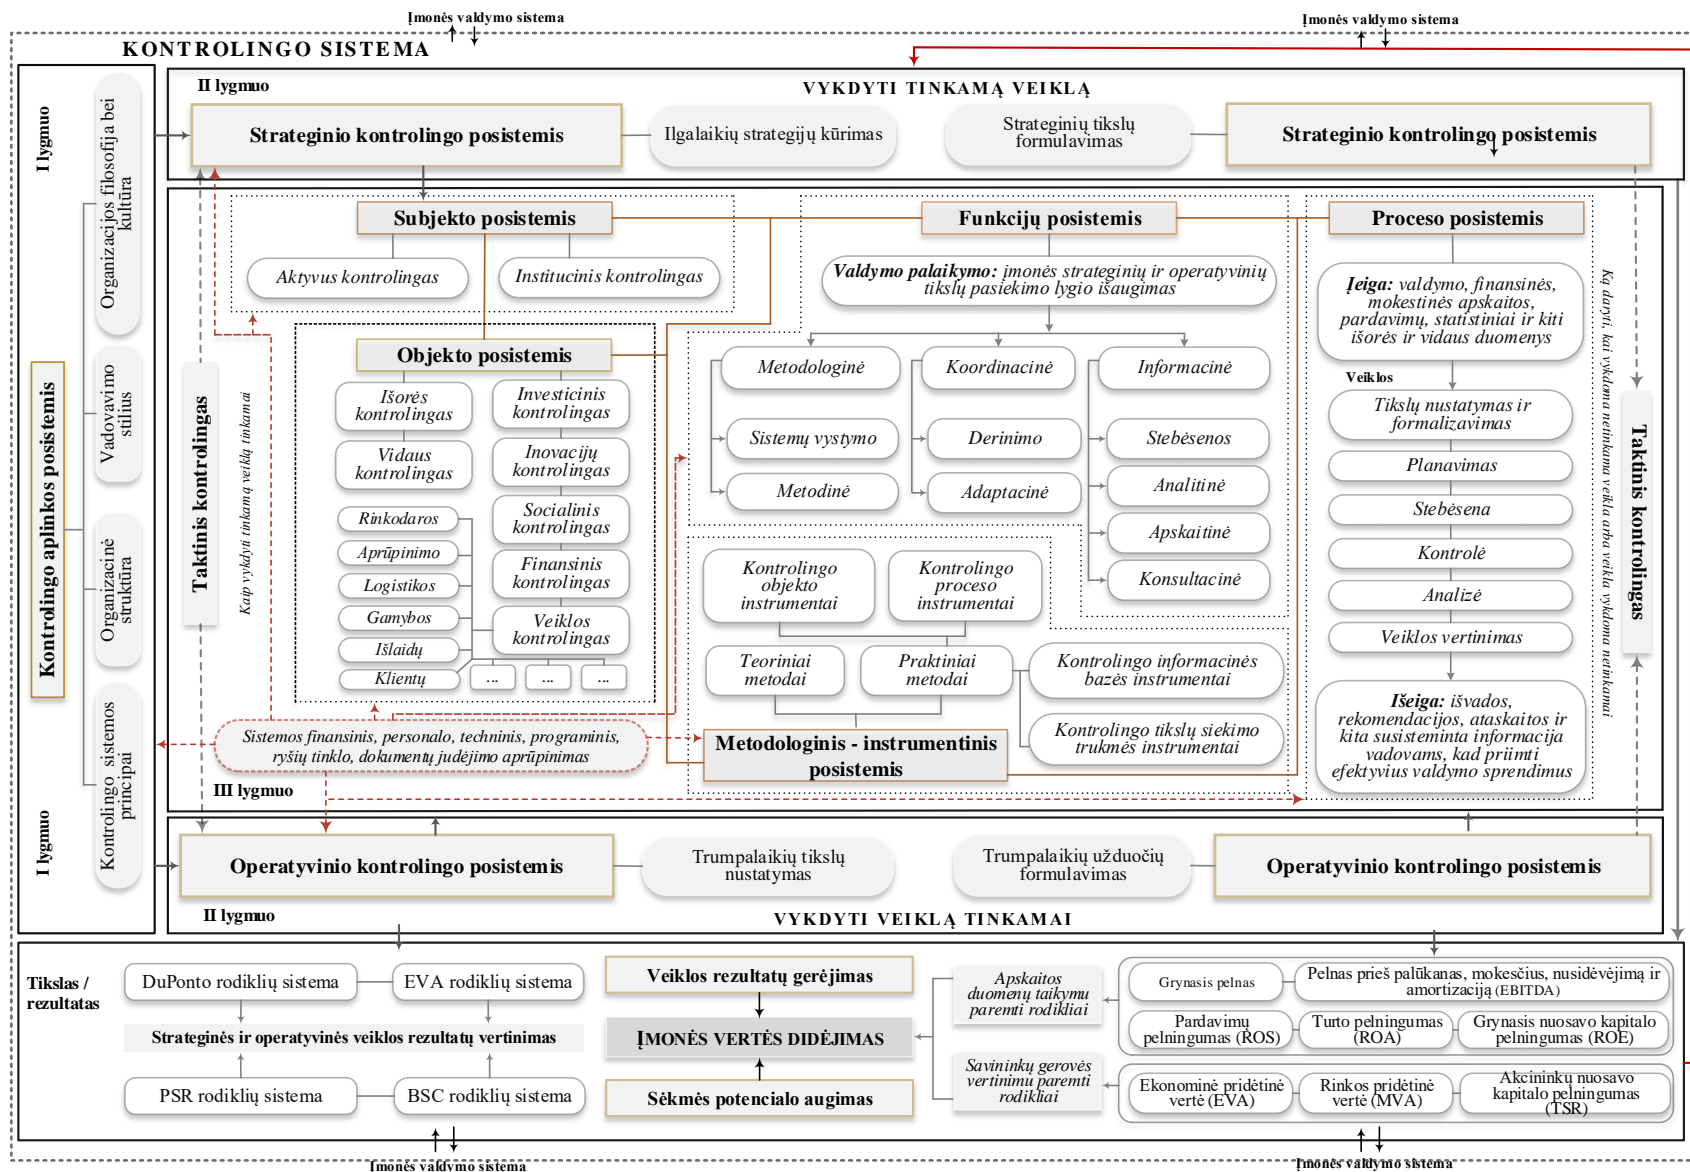 Įmonės valdymo sistema
Įmonės valdymo sistema
KONTROLINGO SISTEMA
I lygmuo
Organizacijos filosofija bei
kultūra
Vadovavimo
stilius
Organizacinė
struktūra
Kontrolingo sistemos
principai
Kontrolingo aplinkos posistemis
I lygmuo
II lygmuo
VYKDYTI TINKAMĄ VEIKLĄ
Strateginio kontrolingo posistemis
Ilgalaikių strategijų kūrimas
Strateginių tikslų
formulavimas
Strateginio kontrolingo posistemis
Taktinis kontrolingas
Kaip vykdyti tinkamą veiklą tinkamai
Subjekto posistemis
Aktyvus kontrolingas
Institucinis kontrolingas
Objekto posistemis
Išorės
kontrolingas
Vidaus
kontrolingas
Investicinis
kontrolingas
Inovacijų
kontrolingas
Socialinis
kontrolingas
Finansinis
kontrolingas
Veiklos
kontrolingas
Rinkodaros
Aprūpinimo
Logistikos
Gamybos
Išlaidų
Klientų
...
...
...
Sistemos finansinis, personalo, techninis, programinis,
ryšių tinklo, dokumentų judėjimo aprūpinimas
III lygmuo
Funkcijų posistemis
Valdymo palaikymo: įmonės strateginių ir operatyvinių
tikslų pasiekimo lygio išaugimas
Metodologinė
Koordinacinė
Informacinė
Sistemų vystymo
Derinimo
Stebėsenos
Metodinė
Adaptacinė
Analitinė
Apskaitinė
Konsultacinė
Kontrolingo
objekto
instrumentai
Kontrolingo
proceso
instrumentai
Teoriniai
metodai
Praktiniai
metodai
Kontrolingo informacinės
bazės instrumentai
Kontrolingo tikslų siekimo
trukmės instrumentai
Metodologinis - instrumentinis
posistemis
Proceso posistemis
Įeiga: valdymo, finansinės,
mokestinės apskaitos,
pardavimų, statistiniai ir kiti
išorės ir vidaus duomenys
Veiklos
Tikslų nustatymas ir
formalizavimas
Planavimas
Stebėsena
Kontrolė
Analizė
Veiklos vertinimas
Išeiga: išvados,
rekomendacijos, ataskaitos ir
kita susisteminta informacija
vadovams, kad priimti
efektyvius valdymo sprendimus
Ką daryti, kai vykdoma netinkama veikla arba veikla vykdoma netinkamai
Taktinis kontrolingas
Operatyvinio kontrolingo posistemis
Trumpalaikių tikslų
nustatymas
Trumpalaikių užduočių
formulavimas
Operatyvinio kontrolingo posistemis
II lygmuo
VYKDYTI VEIKLĄ TINKAMAI
Tikslas /
rezultatas
DuPonto rodiklių sistema
EVA rodiklių sistema
Strateginės ir operatyvinės veiklos rezultatų vertinimas
PSR rodiklių sistema
BSC rodiklių sistema
Veiklos rezultatų gerėjimas
ĮMONĖS VERTĖS DIDĖJIMAS
Sėkmės potencialo augimas
Apskaitos
duomenų taikymu
paremti rodikliai
Savininkų gerovės
vertinimu paremti
rodikliai
Grynasis pelnas
Pelnas prieš palūkanas, mokesčius, nusidėvėjimą ir
amortizaciją (EBITDA)
Pardavimų
pelningumas (ROS)
Turto pelningumas
(ROA)
Grynasis nuosavo kapitalo
pelningumas (ROE)
Ekonominė pridėtinė
vertė (EVA)
Rinkos pridėtinė
vertė (MVA)
Akcininkų nuosavo
kapitalo pelningumas
(TSR)
Įmonės valdymo sistema
Įmonės valdymo sistema